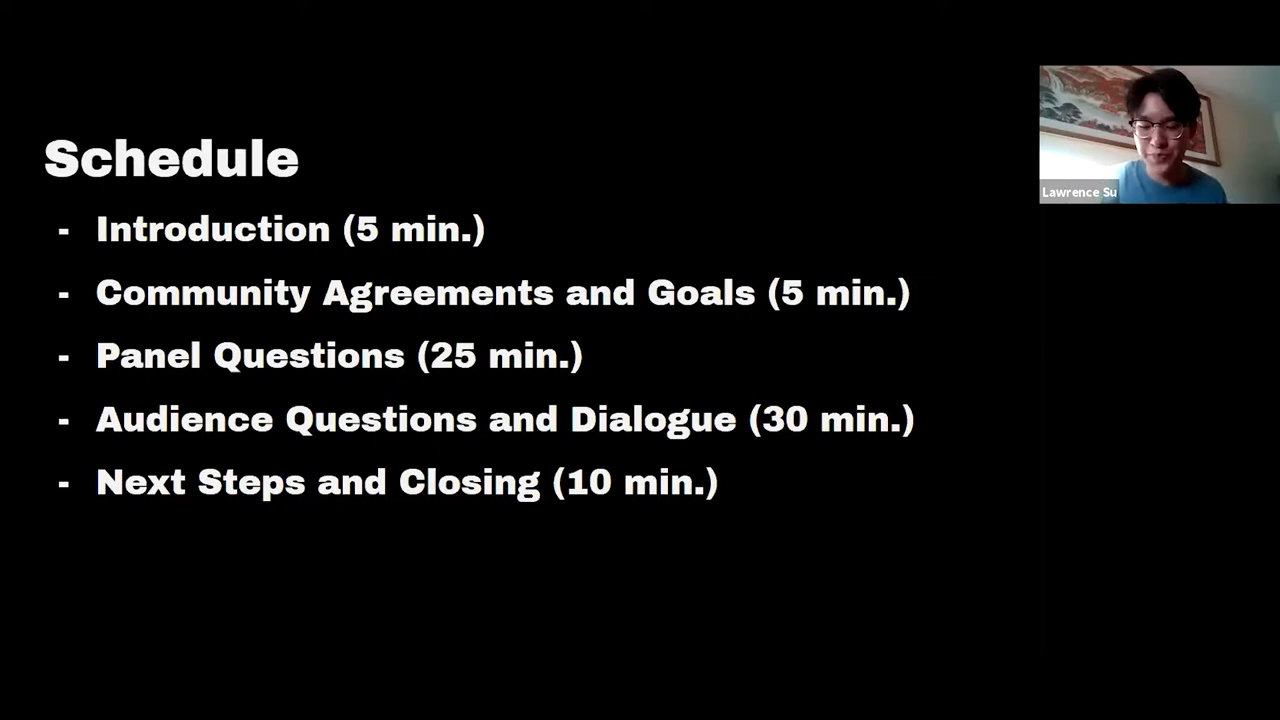 Schedule
- Introduction (5 min.)
- Community Agreements and Goals (5 min.)
- Panel Questions (25 min.)
- Audience Questions and Dialogue (30 min.)
- Next Steps and Closing (10 min.)
Lawrence Su